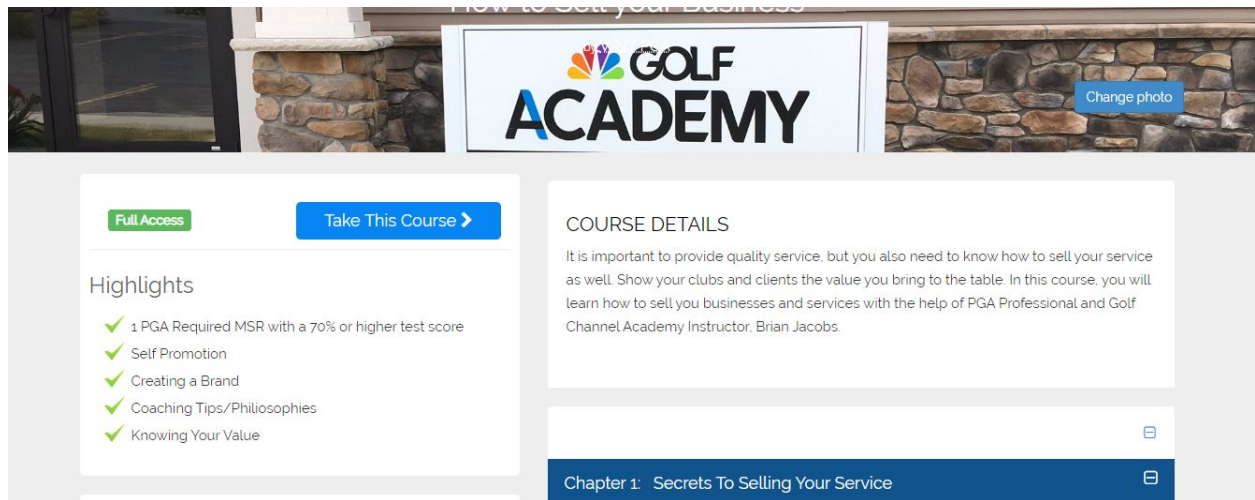 How to Sell your Business
GOLF
ACADEMY
Change photo
Full Access
Take This Course
Highlights
1 PGA Required MSR with a 70% or higher test score
Self Promotion
Creating a Brand
Coaching Tips/Philiosophies
Knowing Your Value
COURSE DETAILS
It is important to provide quality service, but you also need to know how to sell your service
as well. Show your clubs and clients the value you bring to the table. In this course, you will
learn how to sell you businesses and services with the help of PGA Professional and Golf
Channel Academy Instructor, Brian Jacobs.
Chapter 1: Secrets To Selling Your Service